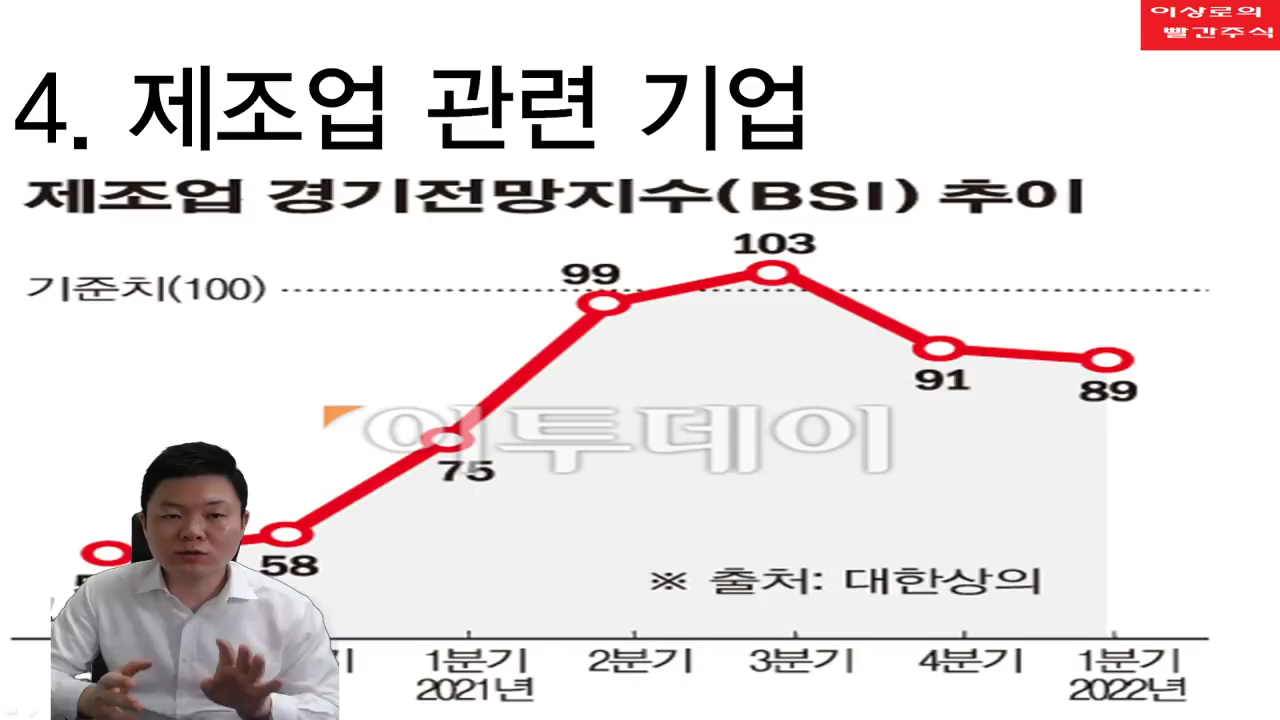 이상로의
빨간주식
4. 제조업 관련 기업
제조업 경기전망지수(BSI) 추이
103
99
기준치(100)
91
89
이투데이
75
58
※ 출처: 대한상의
1분기 2분기 3분기 4분기 1분기
2021년 2022년